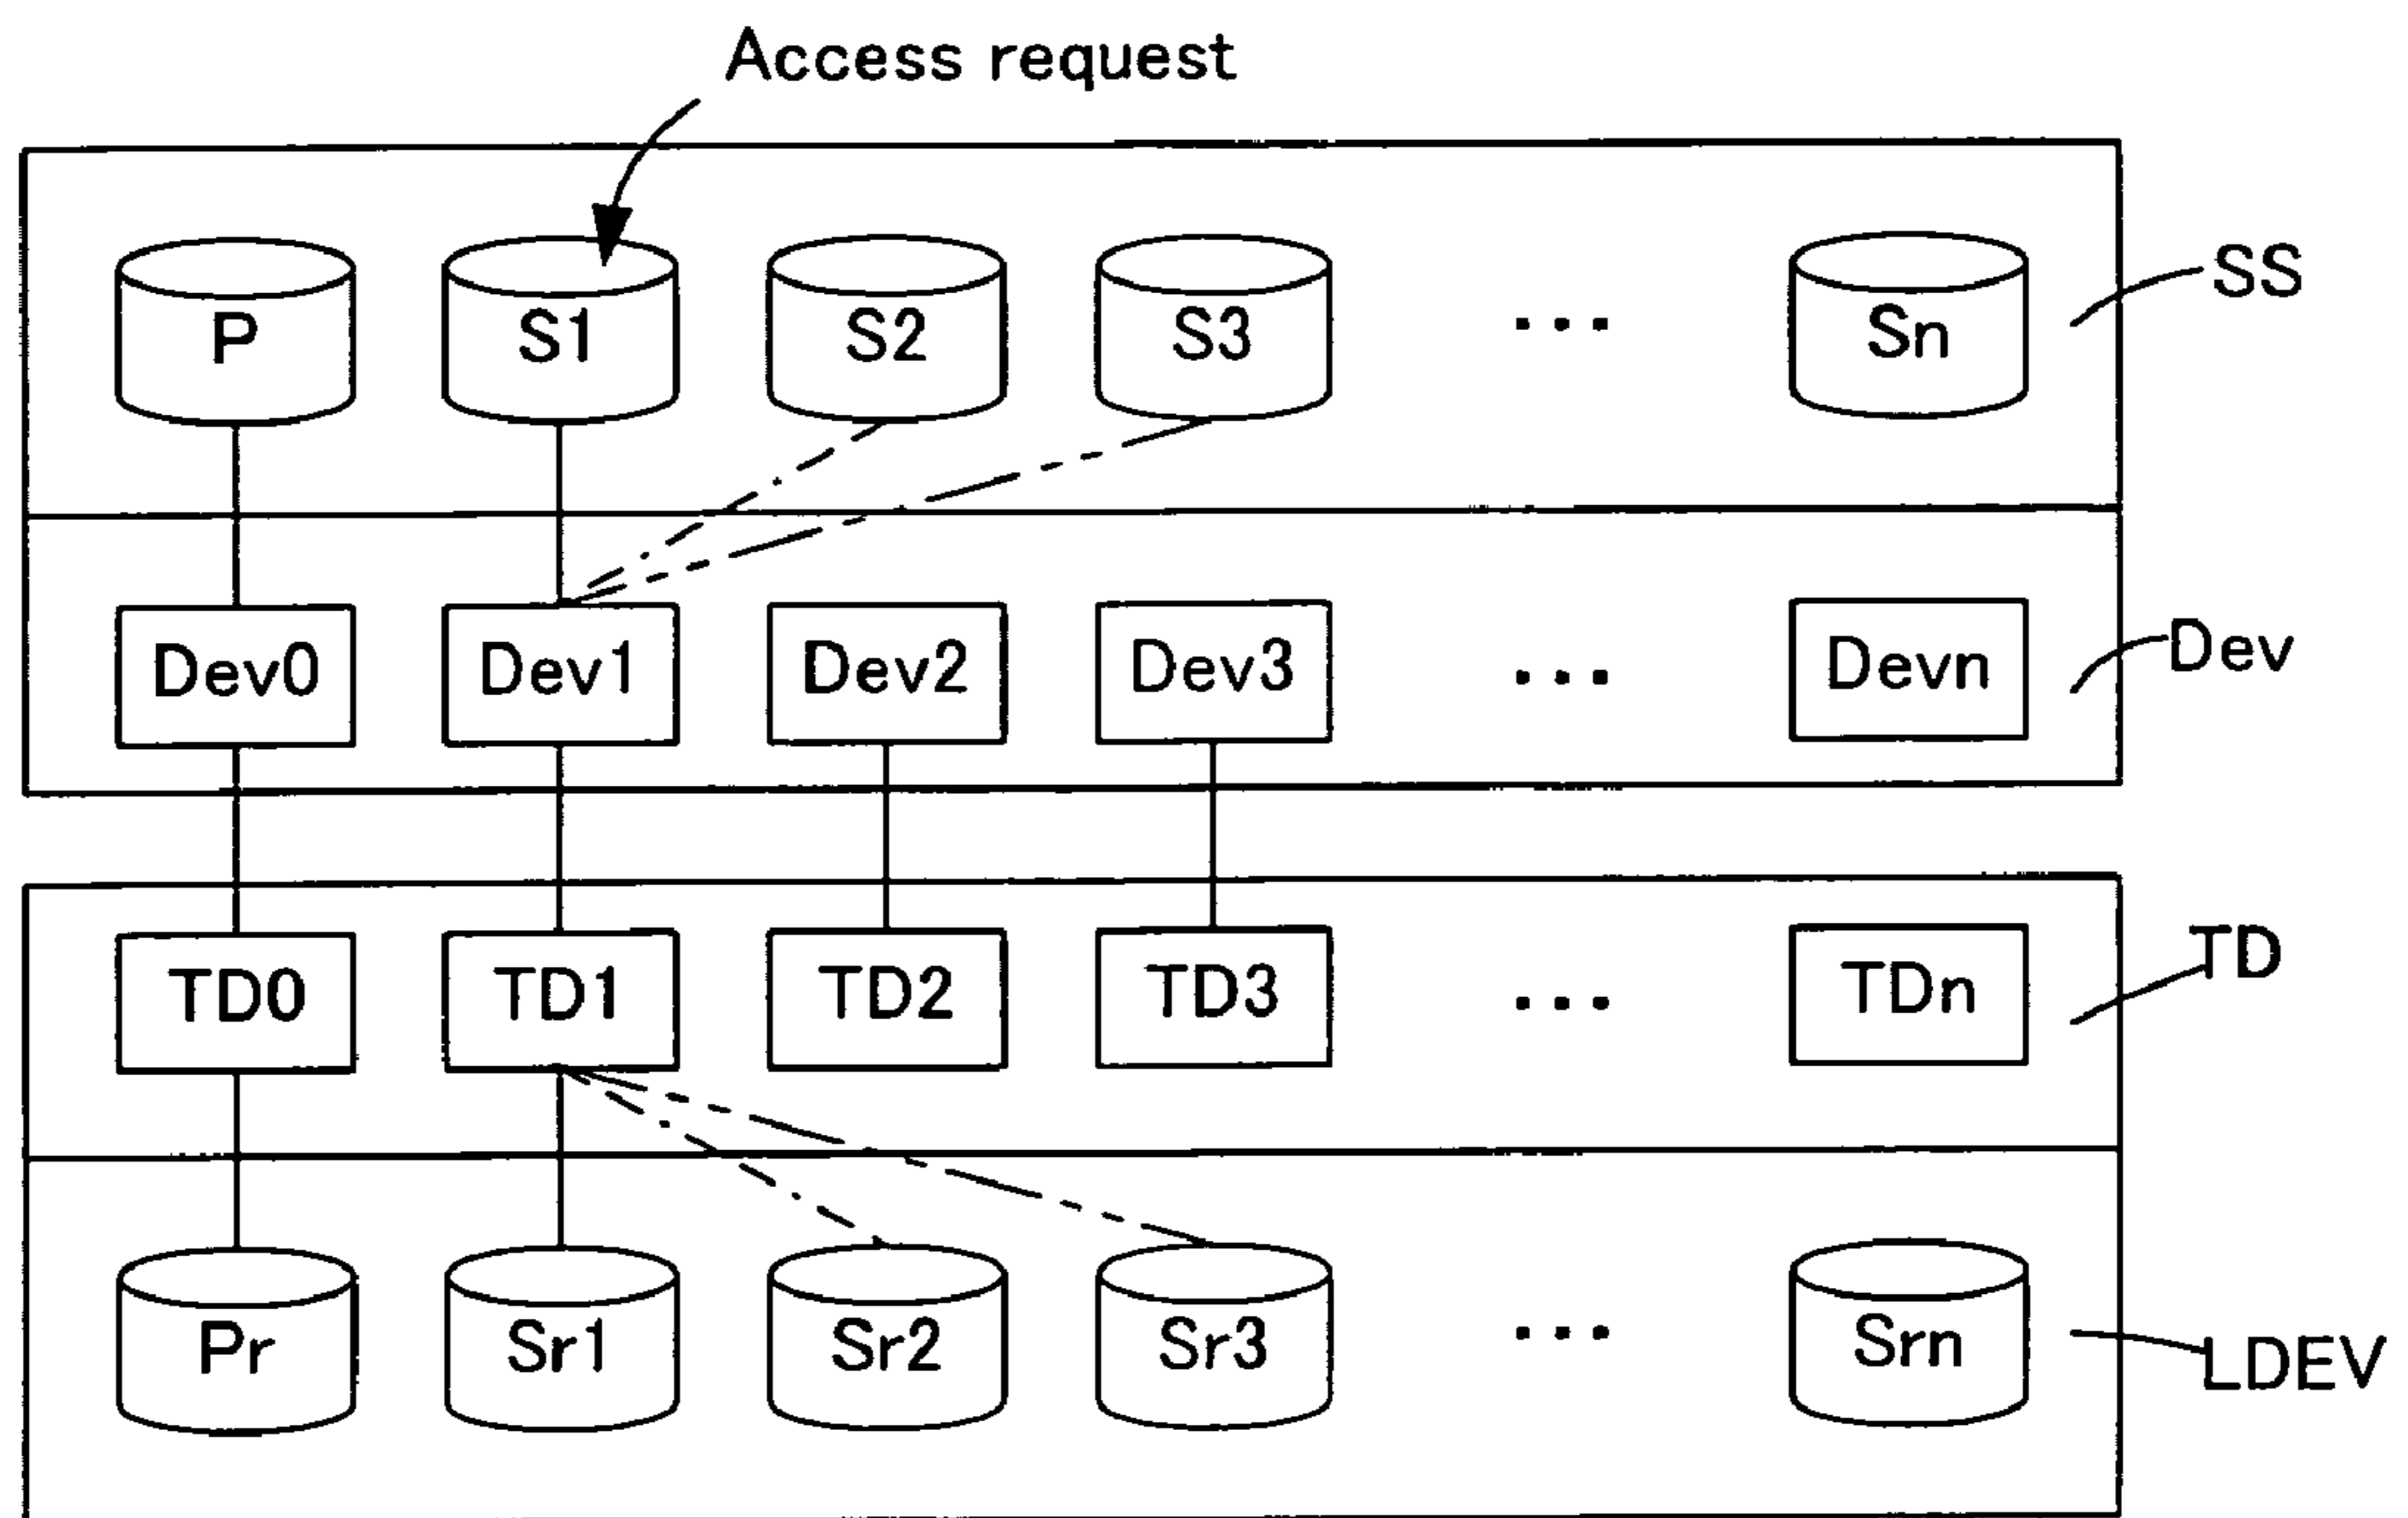 Access request
P S1 S2 S3 ... Sn SS
Dev0 Dev1 Dev2 Dev3 ... Devn Dev
TD0 TD1 TD2 TD3 ... TDn TD
Pr Sr1 Sr2 Sr3 ... Srn LDEV